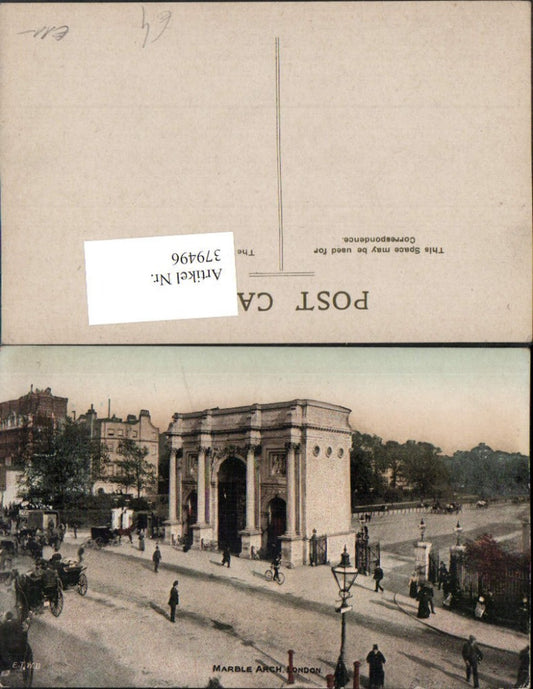 POST CA
This Space may be used for
Correspondence.
The
Artikel Nr.
379496
MARBLE ARCH, LONDON
E.T.W.D